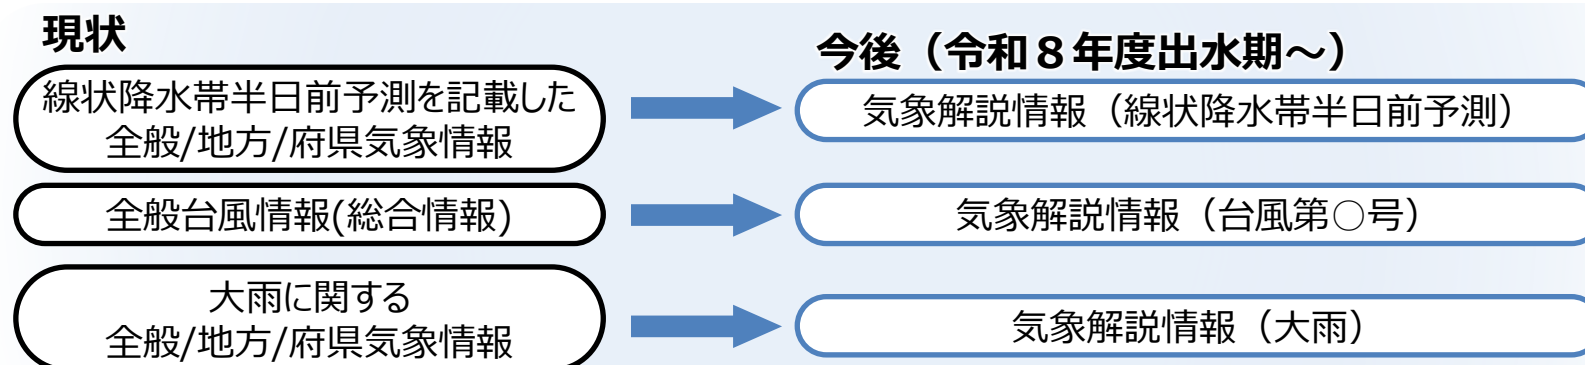 現状
今後（令和８年度出水期～）
線状降水帯半日前予測を記載した
全般/地方/府県気象情報
気象解説情報（線状降水帯半日前予測）
全般台風情報(総合情報)
気象解説情報（台風第○号）
大雨に関する
全般/地方/府県気象情報
気象解説情報（大雨）